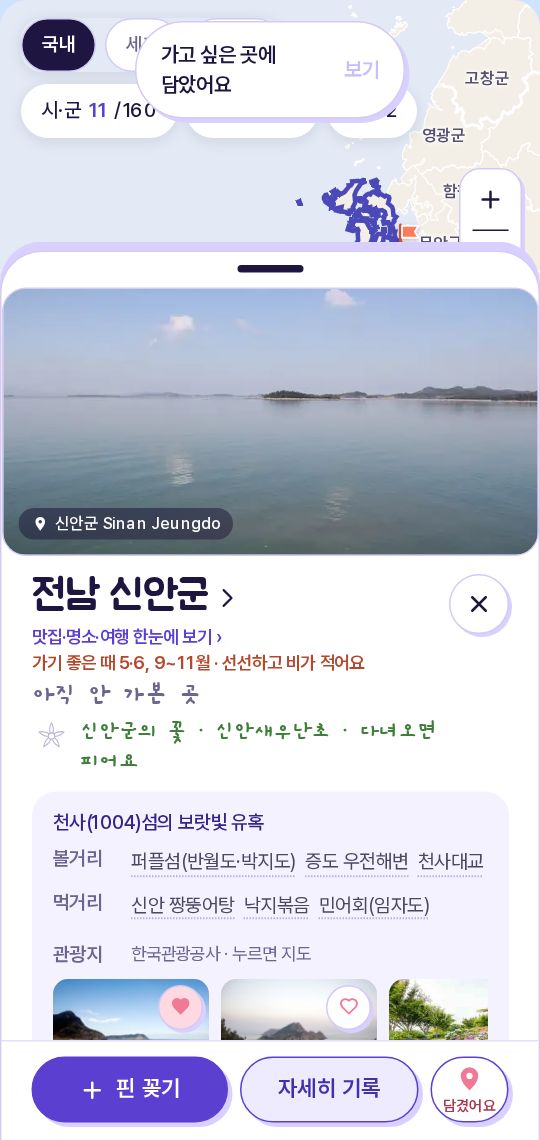 국내
가고 싶은 곳에
담았어요
보기
시·군 11 /160
2
고창군
영광군
+
신안군 Sinan Jeungdo
전남 신안군 >
맛집·명소·여행 한눈에 보기 ›
가기 좋은 때 5·6, 9~11월 · 선선하고 비가 적어요
아직 안 가본 곳
신안군의 꽃 · 신안새우난초 · 다녀오면
피어요
천사(1004)섬의 보랏빛 유혹
볼거리 퍼플섬(반월도·박지도) 증도 우전해변 천사대교
먹거리 신안 짱뚱어탕 낙지볶음 민어회(임자도)
관광지 한국관광공사 · 누르면 지도
+ 핀 꽂기
자세히 기록
담겼어요